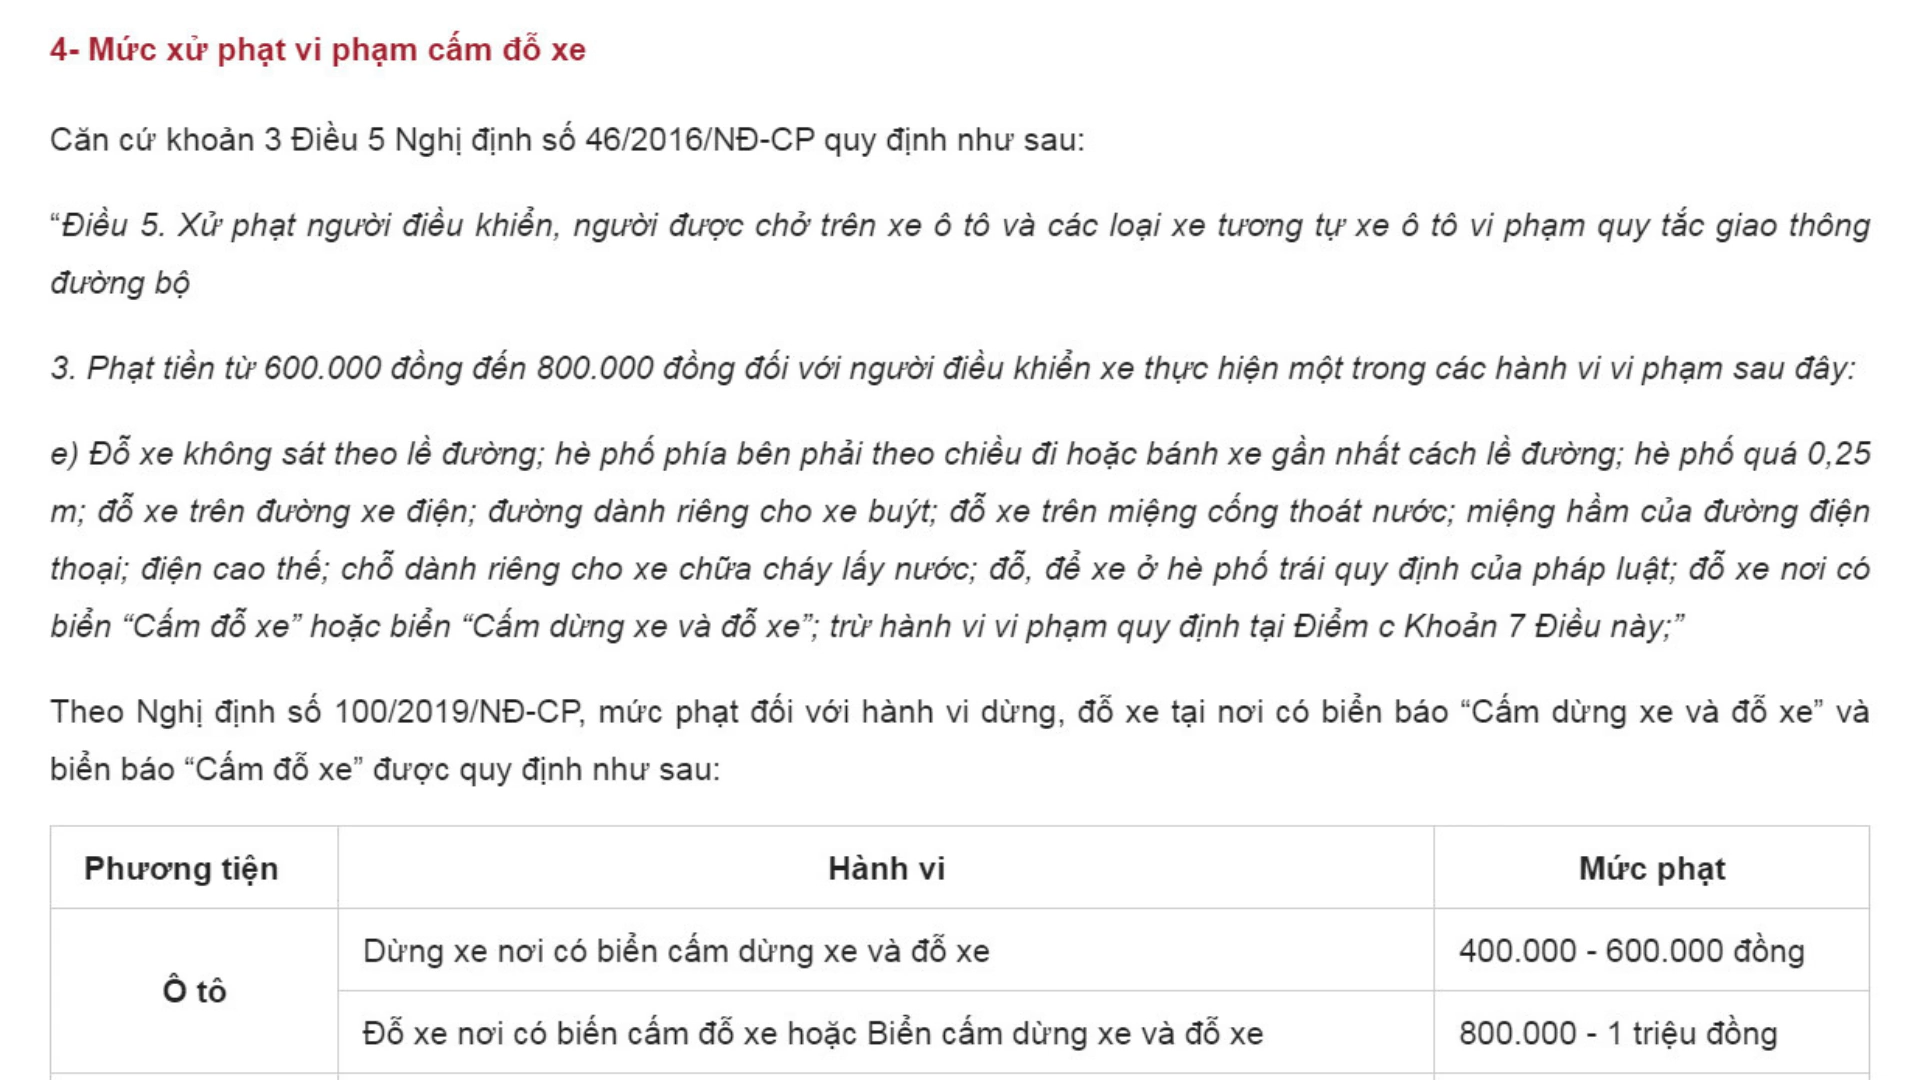 4- Mức xử phạt vi phạm cấm đỗ xe
Căn cứ khoản 3 Điều 5 Nghị định số 46/2016/NĐ-CP quy định như sau:
“Điều 5. Xử phạt người điều khiển, người được chở trên xe ô tô và các loại xe tương tự xe ô tô vi phạm quy tắc giao thông
đường bộ
3. Phạt tiền từ 600.000 đồng đến 800.000 đồng đối với người điều khiển xe thực hiện một trong các hành vi vi phạm sau đây:
e) Đỗ xe không sát theo lề đường; hè phố phía bên phải theo chiều đi hoặc bánh xe gần nhất cách lề đường; hè phố quá 0,25
m; đỗ xe trên đường xe điện; đường dành riêng cho xe buýt; đỗ xe trên miệng cống thoát nước; miệng hầm của đường điện
thoại; điện cao thế; chỗ dành riêng cho xe chữa cháy lấy nước; đỗ, để xe ở hè phố trái quy định của pháp luật; đỗ xe nơi có
biển “Cấm đỗ xe” hoặc biển “Cấm dừng xe và đỗ xe”; trừ hành vi vi phạm quy định tại Điểm c Khoản 7 Điều này;”
Theo Nghị định số 100/2019/NĐ-CP, mức phạt đối với hành vi dừng, đỗ xe tại nơi có biển báo “Cấm dừng xe và đỗ xe” và
biển báo “Cấm đỗ xe” được quy định như sau:
Phương tiện Hành vi Mức phạt
Ô tô
Dừng xe nơi có biển cấm dừng xe và đỗ xe 400.000 - 600.000 đồng
Đỗ xe nơi có biến cấm đỗ xe hoặc Biển cấm dừng xe và đỗ xe 800.000 - 1 triệu đồng